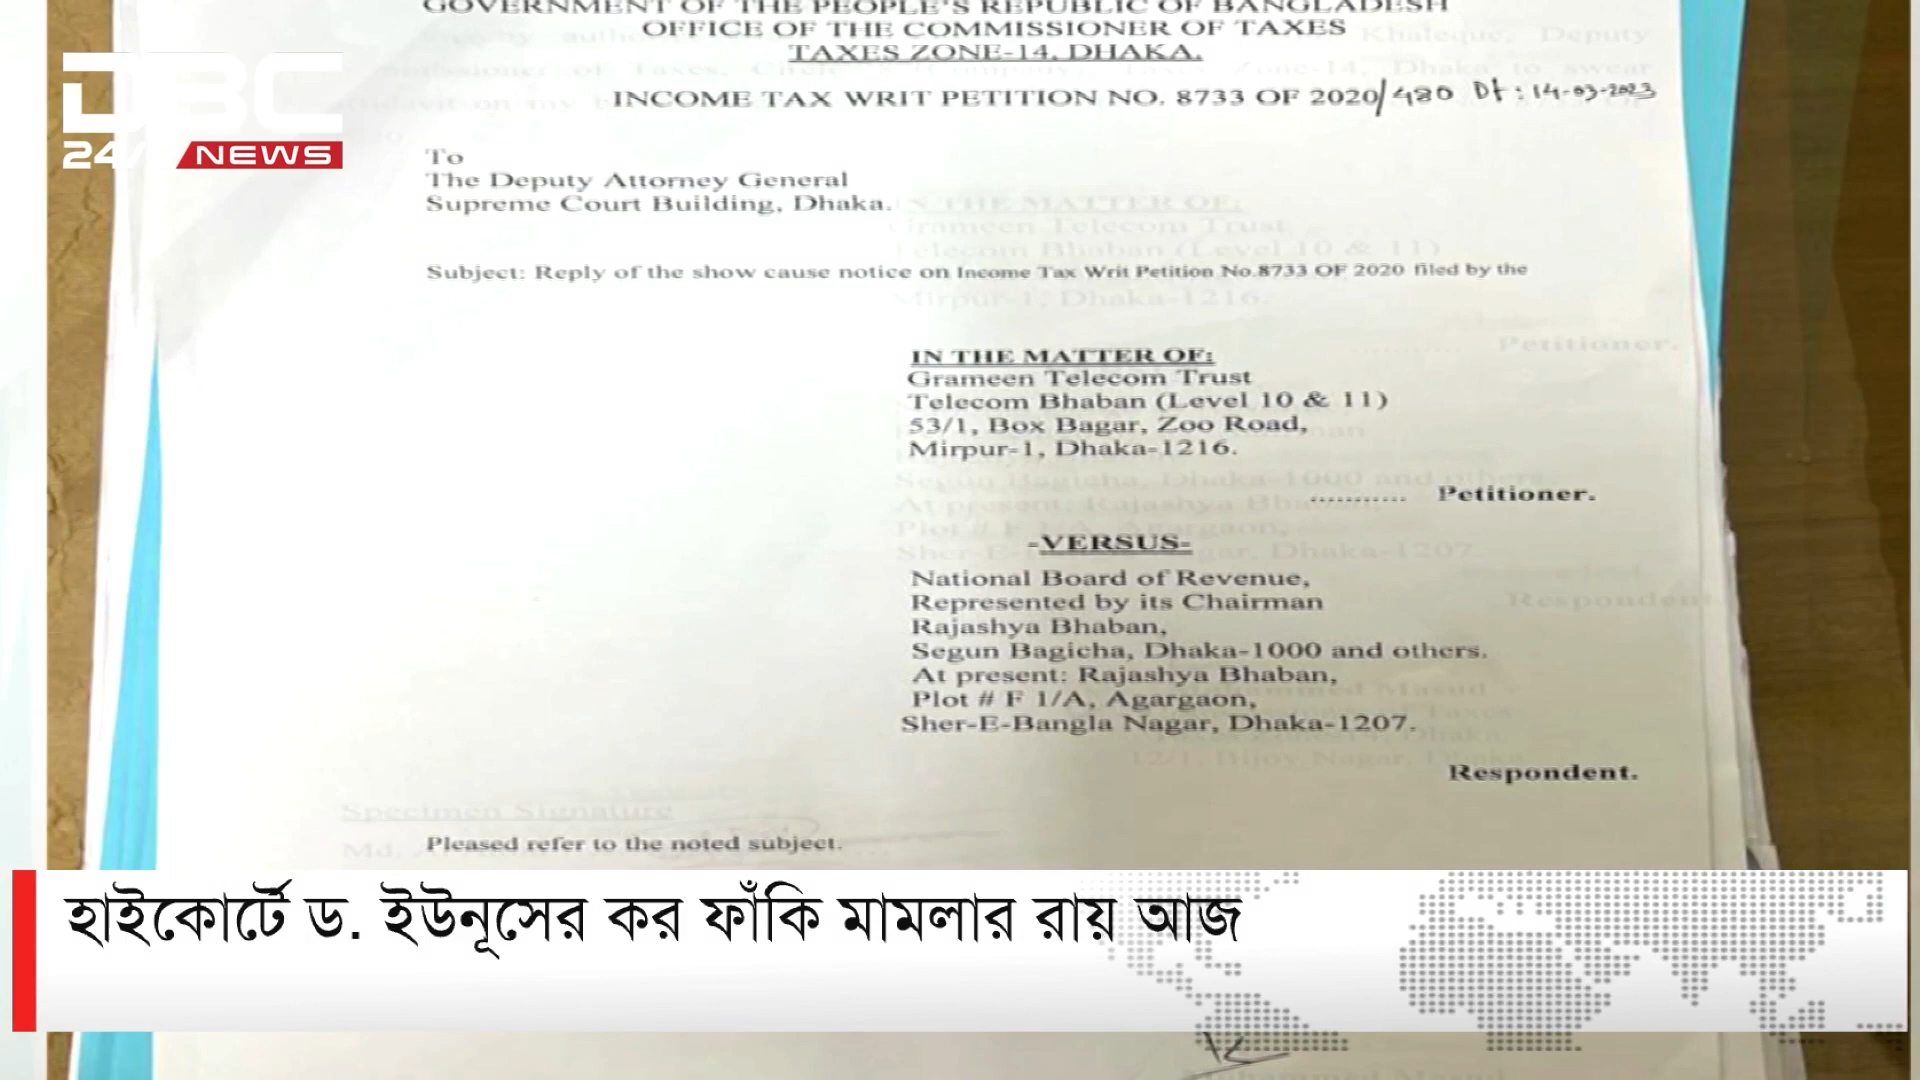 GOVERNMENT OF THE PEOPLE'S REPUBLIC OF BANGLADESH
OFFICE OF THE COMMISSIONER OF TAXES
TAXES ZONE-14, DHAKA.
INCOME TAX WRIT PETITION NO. 8733 OF 2020/480 Dt: 14-03-2023
DBC
24/7 NEWS
To
The Deputy Attorney General
Supreme Court Building, Dhaka.
Subject: Reply of the show cause notice on Income Tax Writ Petition No.8733 OF 2020 filed by the
IN THE MATTER OF:
Grameen Telecom Trust
Telecom Bhaban (Level 10 & 11)
53/1, Box Bagar, Zoo Road,
Mirpur-1, Dhaka-1216.
........... Petitioner.
-VERSUS-
National Board of Revenue,
Represented by its Chairman
Rajashya Bhaban,
Segun Bagicha, Dhaka-1000 and others.
At present: Rajashya Bhaban,
Plot # F 1/A, Agargaon,
Sher-E-Bangla Nagar, Dhaka-1207.
Respondent.
Specimen Signature
Pleased refer to the noted subject.
হাইকোর্টে ড. ইউনূসের কর ফাঁকি মামলার রায় আজ